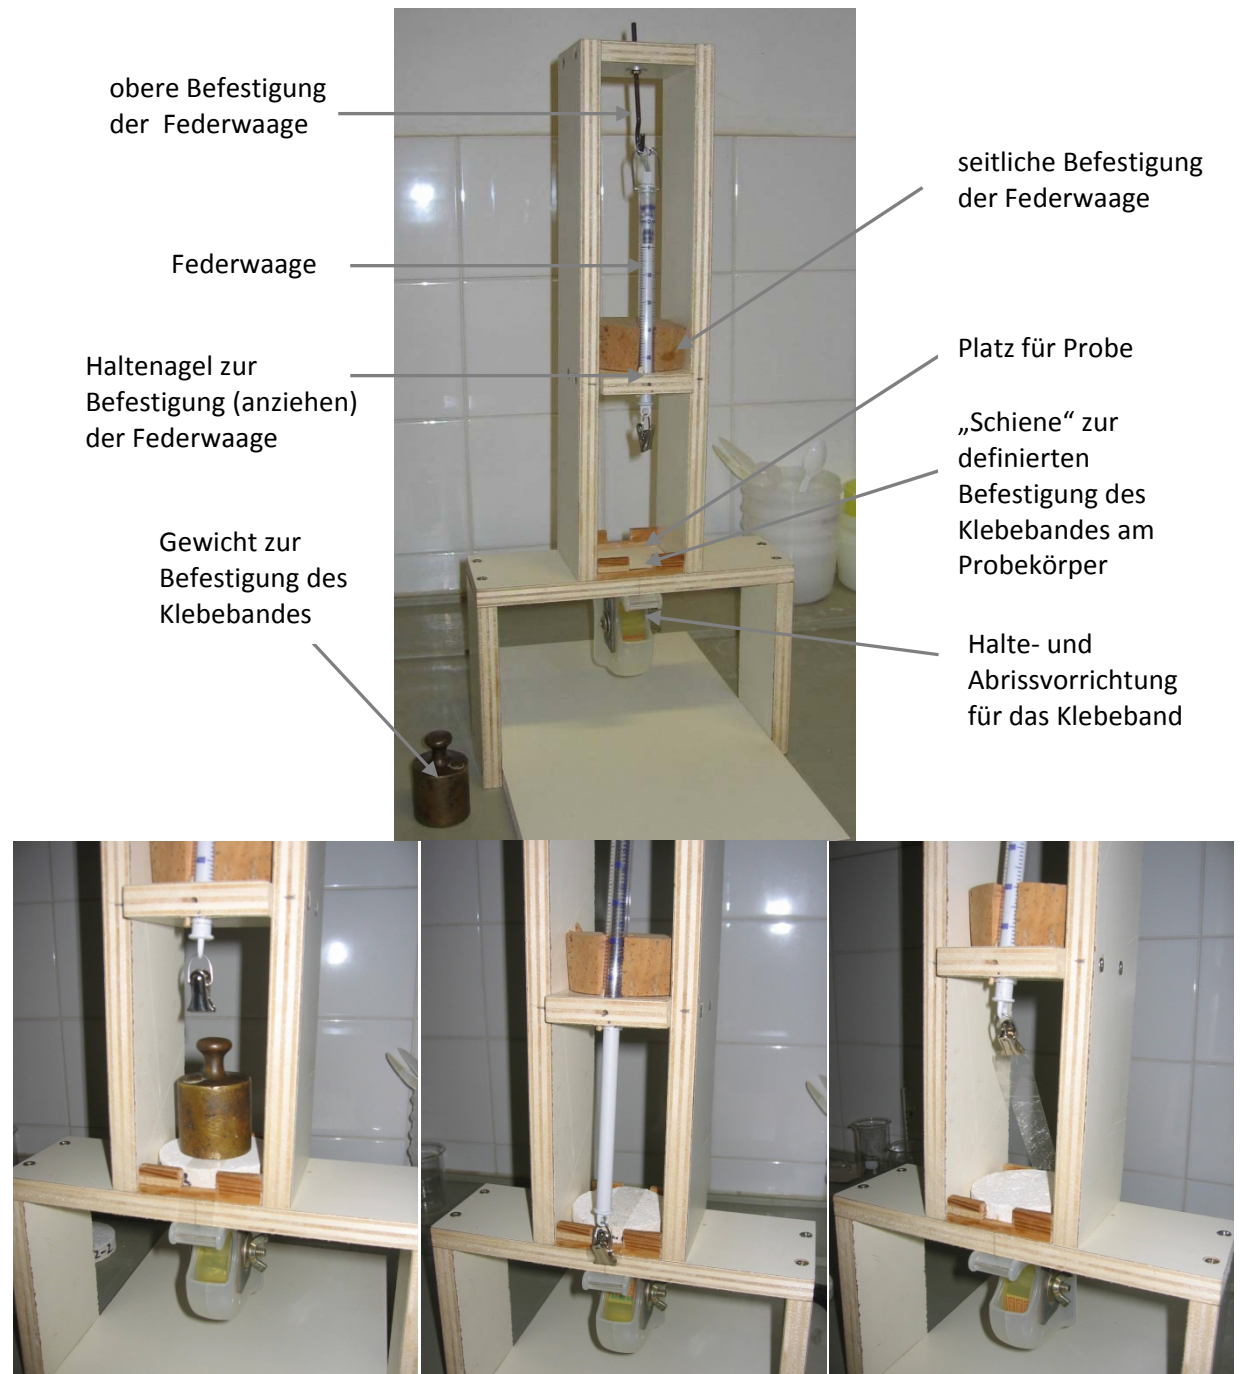 obere Befestigung
der Federwaage
seitliche Befestigung
der Federwaage
Federwaage
Platz für Probe
Haltenagel zur
Befestigung (anziehen)
der Federwaage
„Schiene“ zur
definierten
Befestigung des
Klebebandes am
Probekörper
Gewicht zur
Befestigung des
Klebebandes
Halte- und
Abrissvorrichtung
für das Klebeband